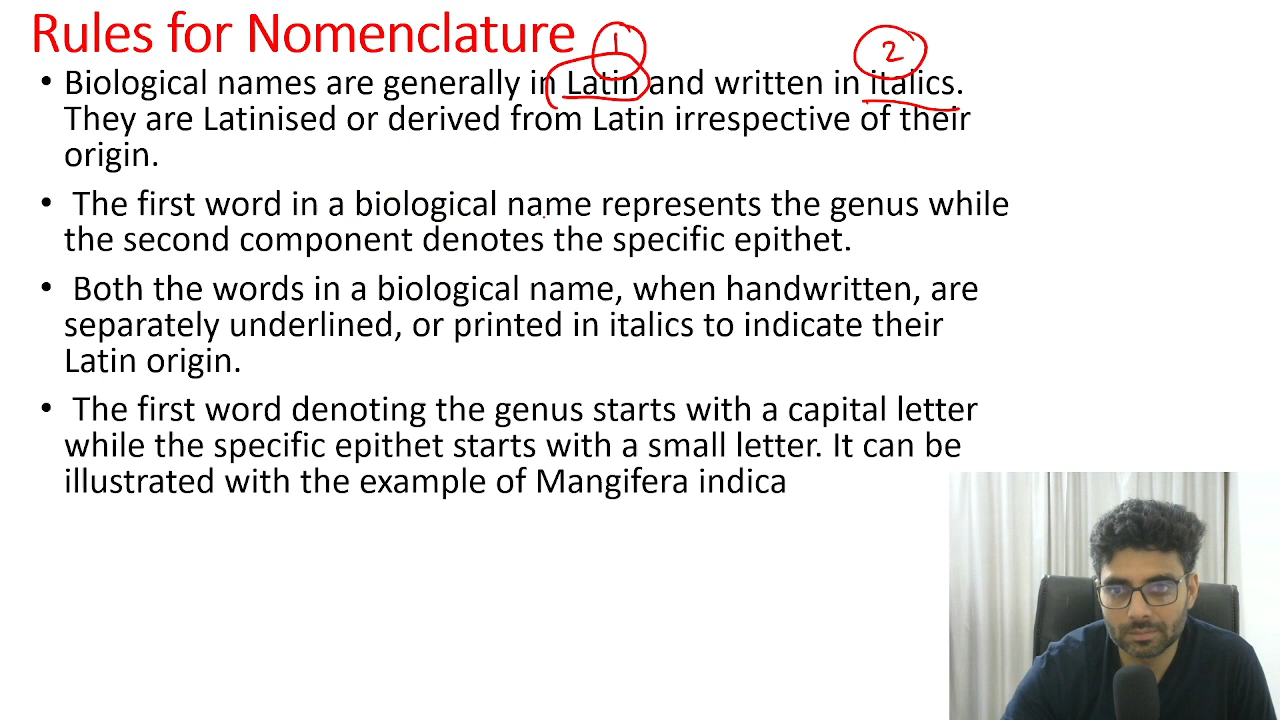 Rules for Nomenclature
1
2
• Biological names are generally in Latin and written in italics.
They are Latinised or derived from Latin irrespective of their
origin.
• The first word in a biological name represents the genus while
the second component denotes the specific epithet.
• Both the words in a biological name, when handwritten, are
separately underlined, or printed in italics to indicate their
Latin origin.
• The first word denoting the genus starts with a capital letter
while the specific epithet starts with a small letter. It can be
illustrated with the example of Mangifera indica